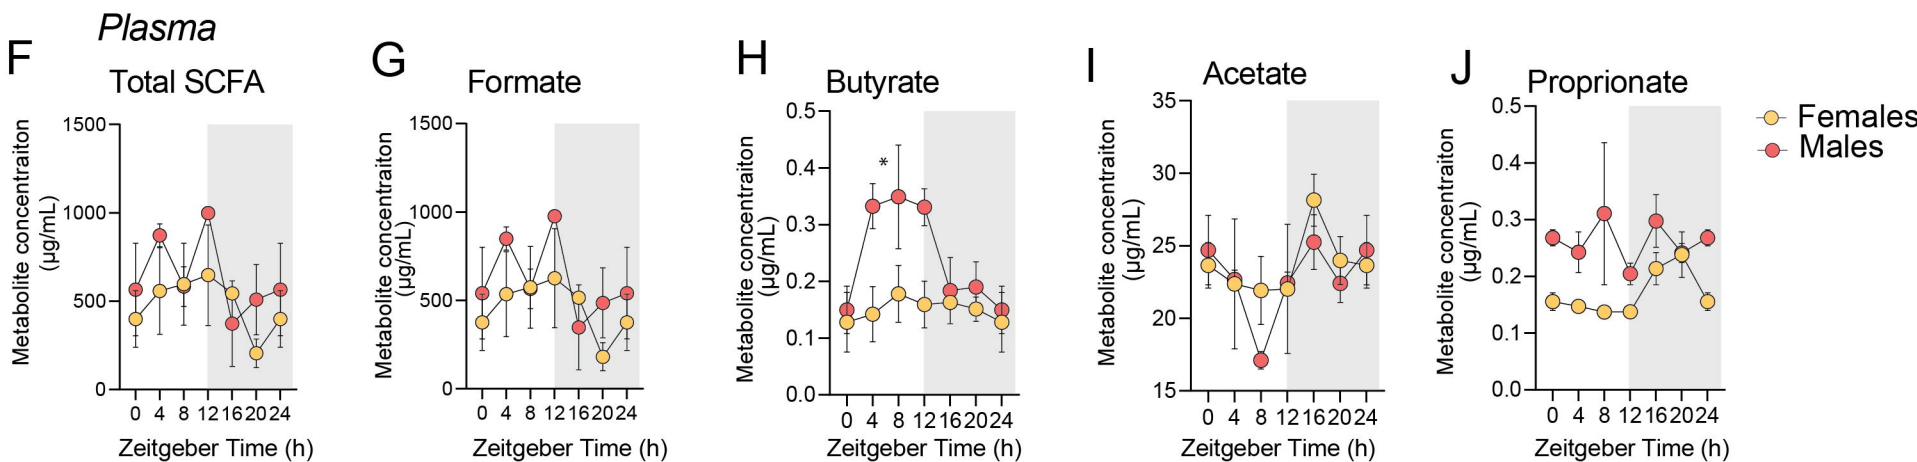 Plasma
F
Total SCFA
Metabolite concentraiton
(µg/mL)
1500
1000
500
0
0 4 8 12 16 20 24
Zeitgeber Time (h)
G
Formate
Metabolite concentraiton
(µg/mL)
1500
1000
500
0
0 4 8 12 16 20 24
Zeitgeber Time (h)
H
Butyrate
Metabolite concentraiton
(µg/mL)
0.5
0.4
0.3
0.2
0.1
0.0
*
0 4 8 12 16 20 24
Zeitgeber Time (h)
I
Acetate
Metabolite concentraiton
(µg/mL)
35
30
25
20
15
0 4 8 12 16 20 24
Zeitgeber Time (h)
J
Proprionate
Metabolite concentraiton
(µg/mL)
0.5
0.4
0.3
0.2
0.1
0.0
0 4 8 12 16 20 24
Zeitgeber Time (h)
Females
Males